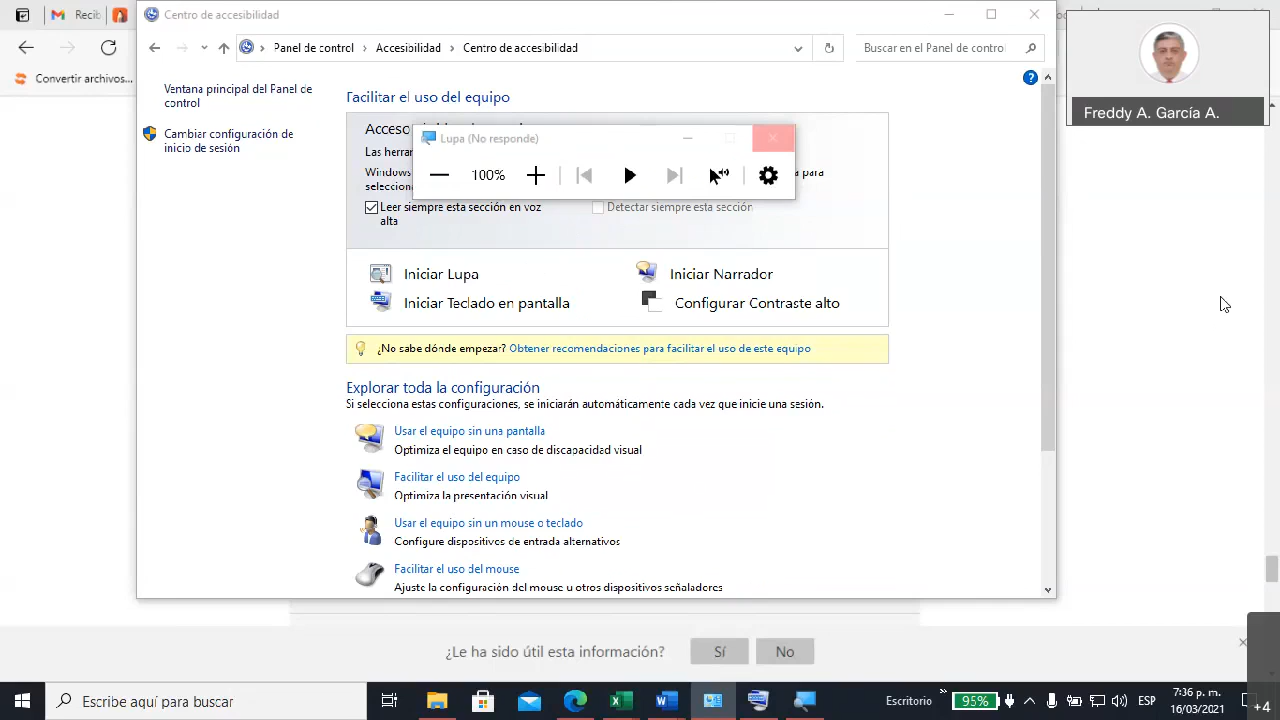 Recib
Centro de accesibilidad
Panel de control
Accesibilidad
Centro de accesibilidad
Buscar en el Panel de contro
Convertir archivos...
Freddy A. García A.
Ventana principal del Panel de
control
Cambiar configuración de
inicio de sesión
Facilitar el uso del equipo
Las herrar
Windows
para
selecciona
Lupa (No responde)
100%
Leer siempre esta sección en voz
alta
Detectar siempre esta sección
Iniciar Lupa
Iniciar Narrador
Iniciar Teclado en pantalla
Configurar Contraste alto
¿No sabe dónde empezar? Obtener recomendaciones para facilitar el uso de este equipo
Explorar toda la configuración
Si selecciona estas configuraciones, se iniciarán automáticamente cada vez que inicie una sesión.
Usar el equipo sin una pantalla
Optimiza el equipo en caso de discapacidad visual
Facilitar el uso del equipo
Optimiza la presentación visual
Usar el equipo sin un mouse o teclado
Configure dispositivos de entrada alternativos
Facilitar el uso del mouse
Ajuste la configuración del mouse u otros dispositivos señaladores
¿Le ha sido útil esta información?
Sí
No
Escribe aquí para buscar
Escritorio
95%
ESP
7:36 p. m.
16/03/2021
+4